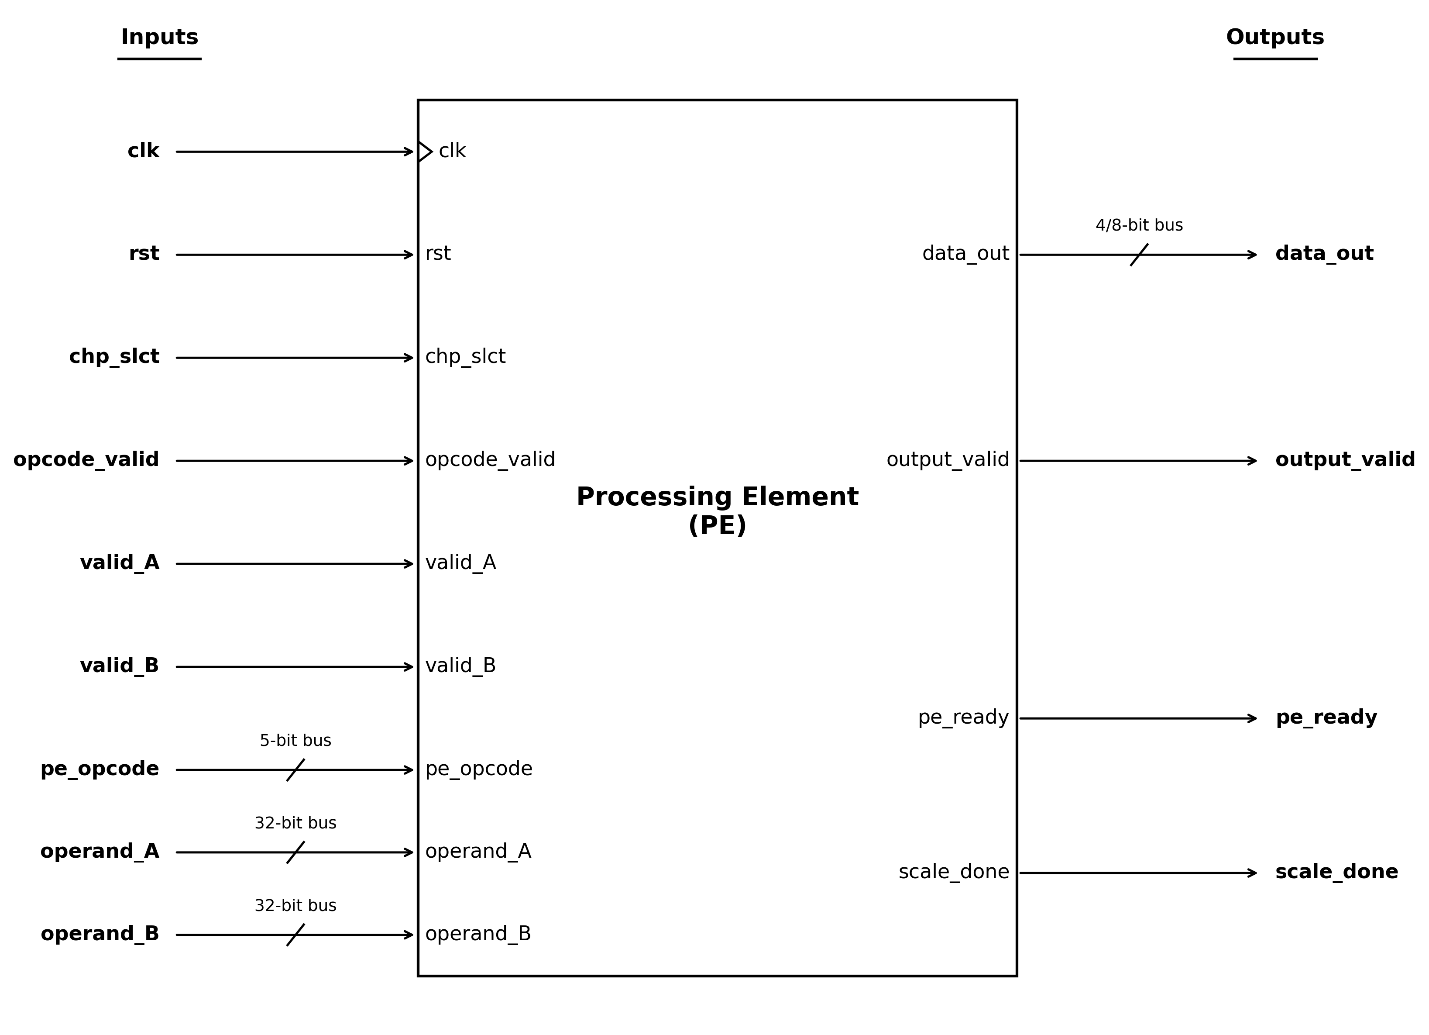 Inputs
Outputs
clk
clk
rst
rst
data_out
4/8-bit bus
data_out
chp_slct
chp_slct
opcode_valid
opcode_valid
output_valid
output_valid
Processing Element
(PE)
valid_A
valid_A
valid_B
valid_B
pe_ready
pe_ready
5-bit bus
pe_opcode
pe_opcode
32-bit bus
operand_A
operand_A
scale_done
scale_done
32-bit bus
operand_B
operand_B